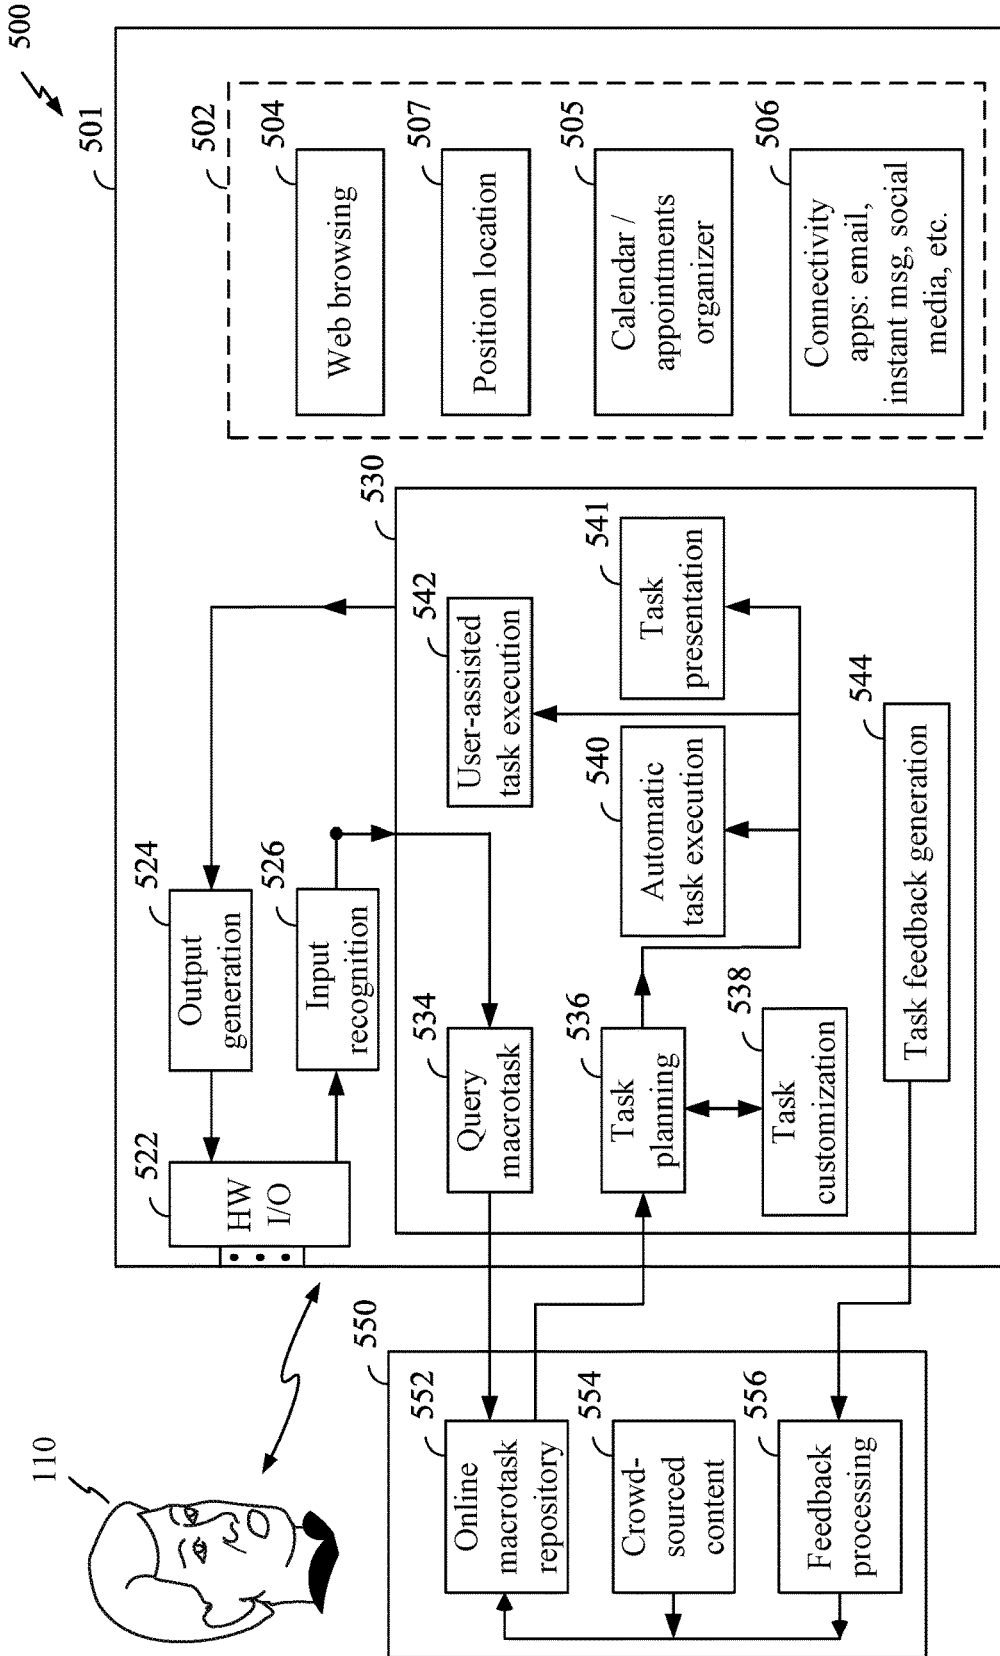 500
501
110
522
HW
I/O
524
Output
generation
526
Input
recognition
502
504
Web browsing
507
Position location
505
Calendar /
appointments
organizer
506
Connectivity
apps: email,
instant msg, social
media, etc.
530
534
Query
macrotask
536
Task
planning
538
Task
customization
542
User-assisted
task execution
540
Automatic
task execution
541
Task
presentation
544
Task feedback generation
550
552
Online
macrotask
repository
554
Crowd-
sourced
content
556
Feedback
processing